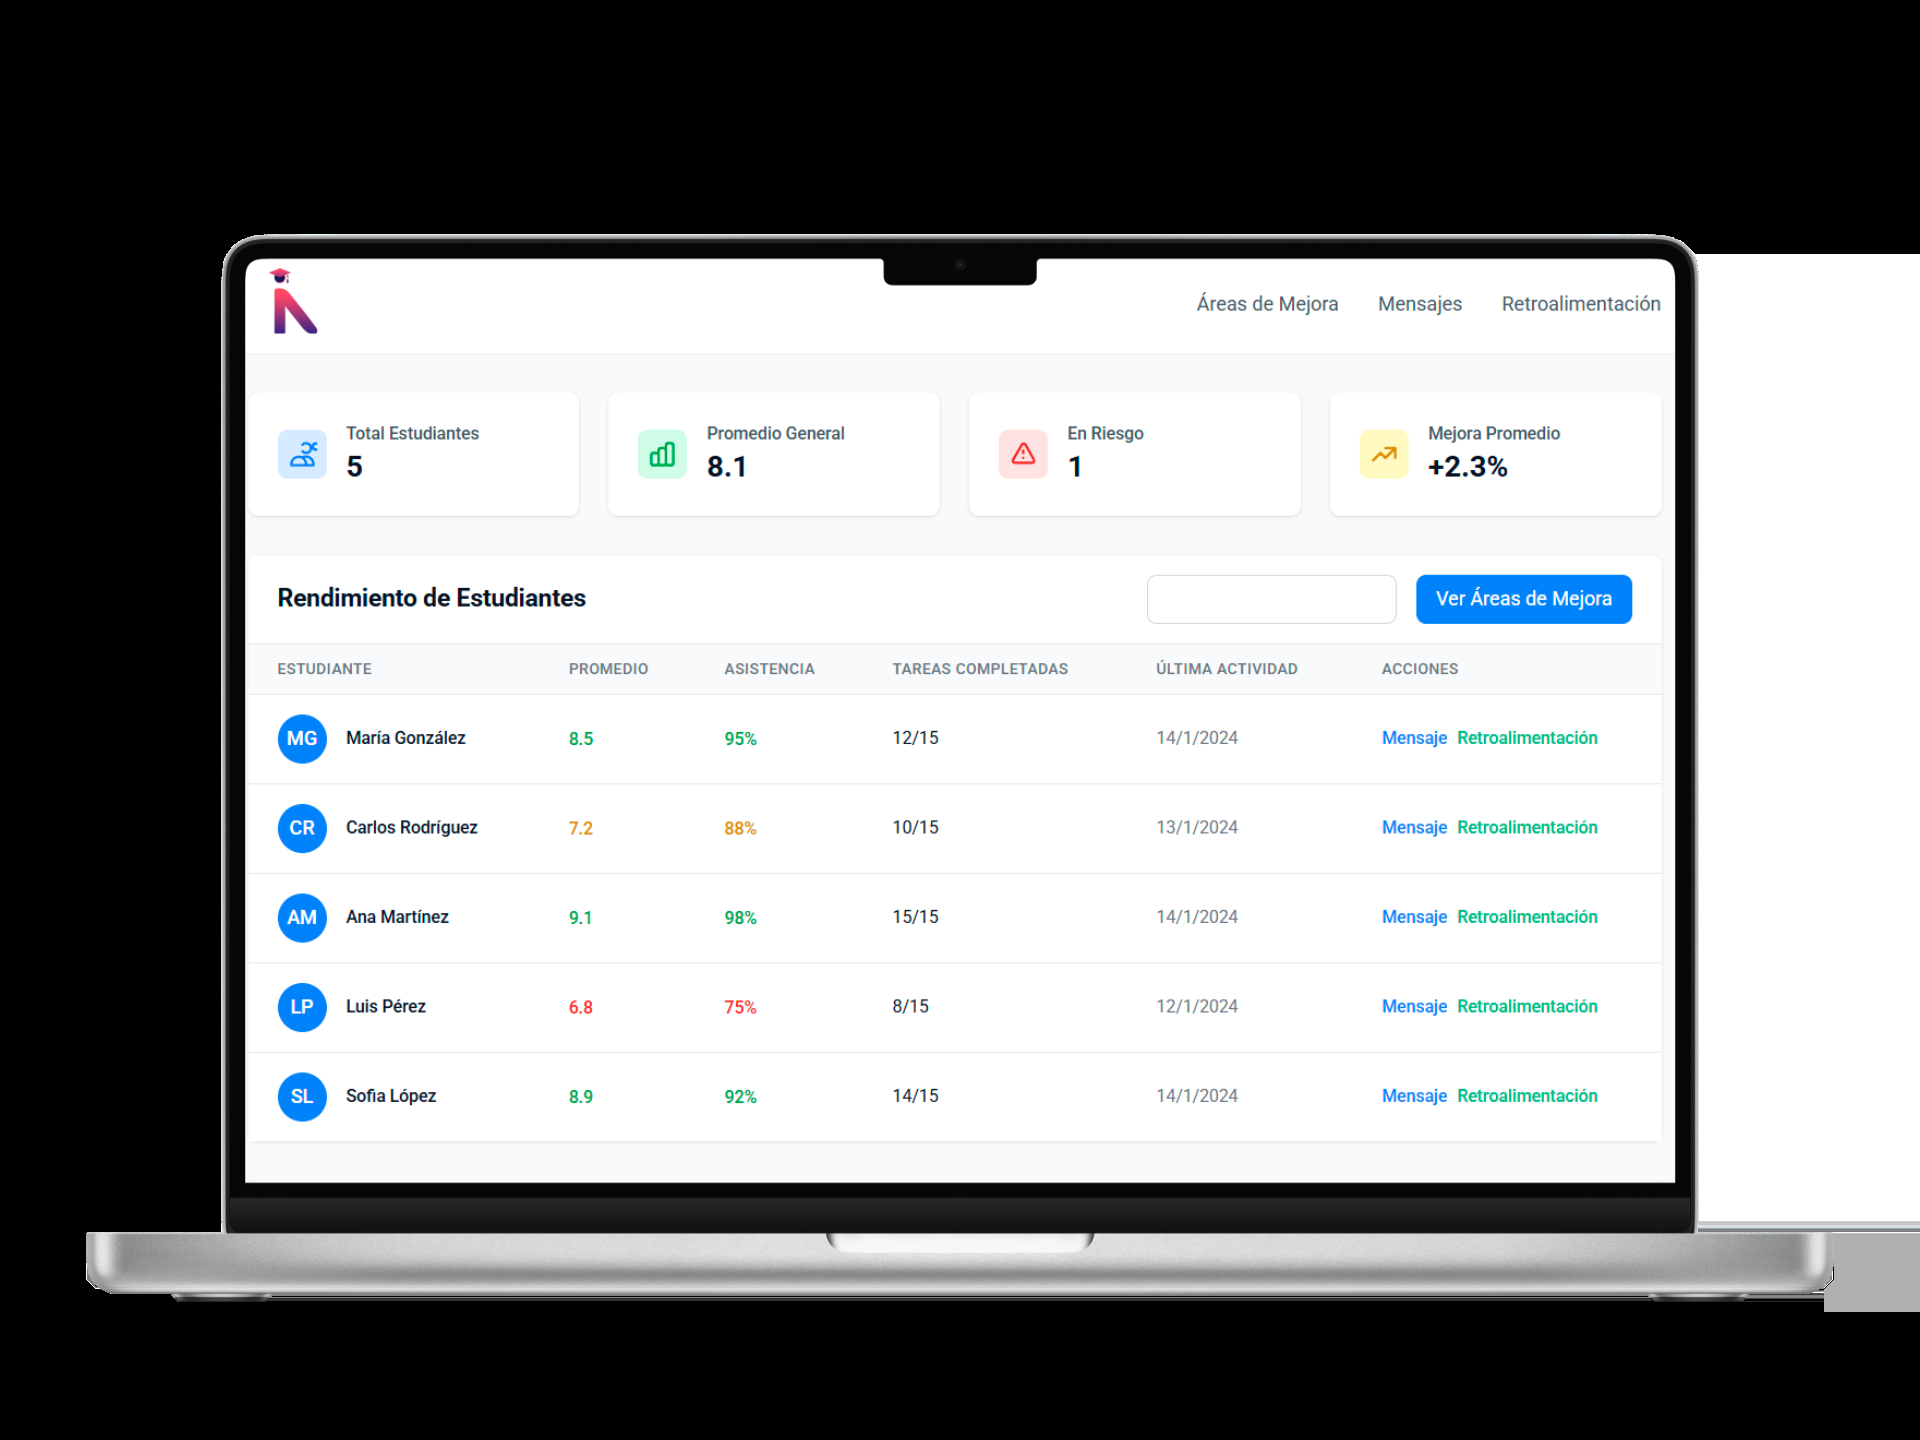 Áreas de Mejora Mensajes Retroalimentación
Total Estudiantes
5
Promedio General
8.1
En Riesgo
1
Mejora Promedio
+2.3%
Rendimiento de Estudiantes
Ver Áreas de Mejora
ESTUDIANTE PROMEDIO ASISTENCIA TAREAS COMPLETADAS ÚLTIMA ACTIVIDAD ACCIONES
MG María González 8.5 95% 12/15 14/1/2024 Mensaje Retroalimentación
CR Carlos Rodríguez 7.2 88% 10/15 13/1/2024 Mensaje Retroalimentación
AM Ana Martínez 9.1 98% 15/15 14/1/2024 Mensaje Retroalimentación
LP Luis Pérez 6.8 75% 8/15 12/1/2024 Mensaje Retroalimentación
SL Sofia López 8.9 92% 14/15 14/1/2024 Mensaje Retroalimentación